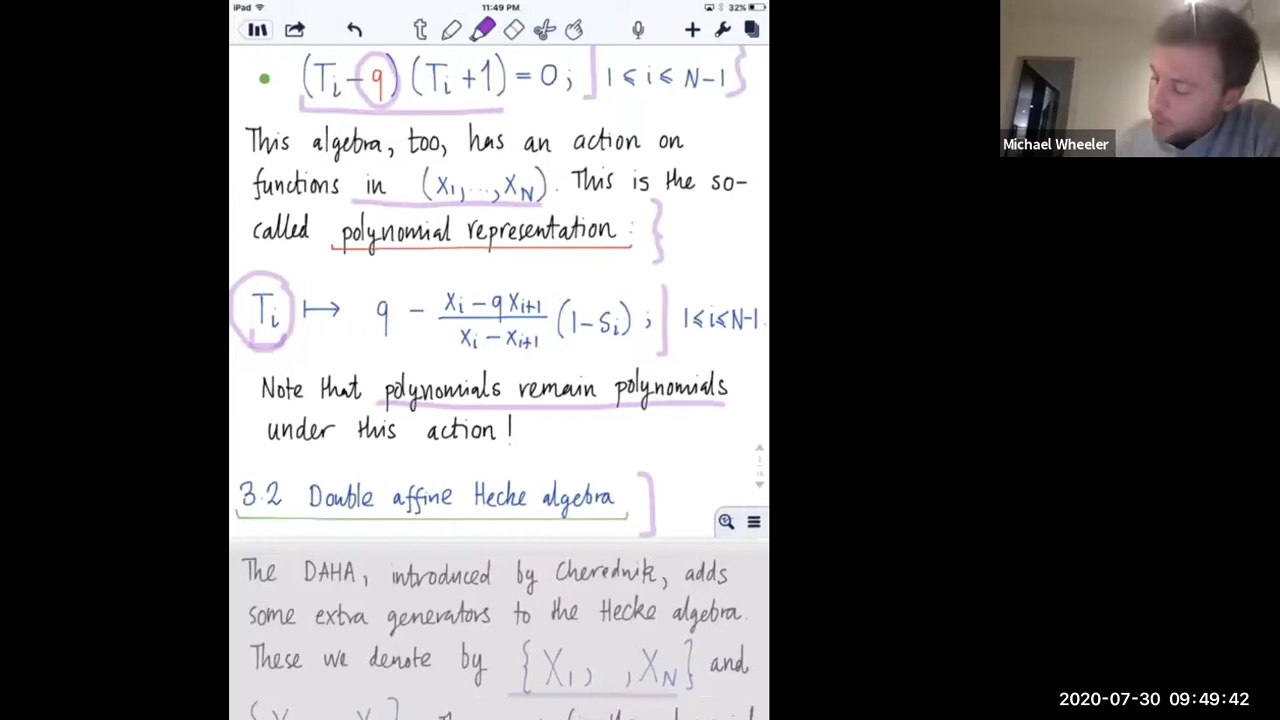 iPad 11:49 PM 32%
• (Tᵢ – q) (Tᵢ + 1) = 0 ; ] 1 ⩽ i ⩽ N–1 }
This algebra, too, has an action on
functions in (x₁, ..., x_N). This is the so-
called polynomial representation : }
Tᵢ ⟼ q – (xᵢ – q xᵢ₊₁)/(xᵢ – xᵢ₊₁) (1 – sᵢ) ; ] 1 ⩽ i ⩽ N–1.
Note that polynomials remain polynomials
under this action !
3.2 Double affine Hecke algebra ]
The DAHA, introduced by Cherednik, adds
some extra generators to the Hecke algebra.
These we denote by {X₁, , X_N} and
Michael Wheeler
2020-07-30 09:49:42